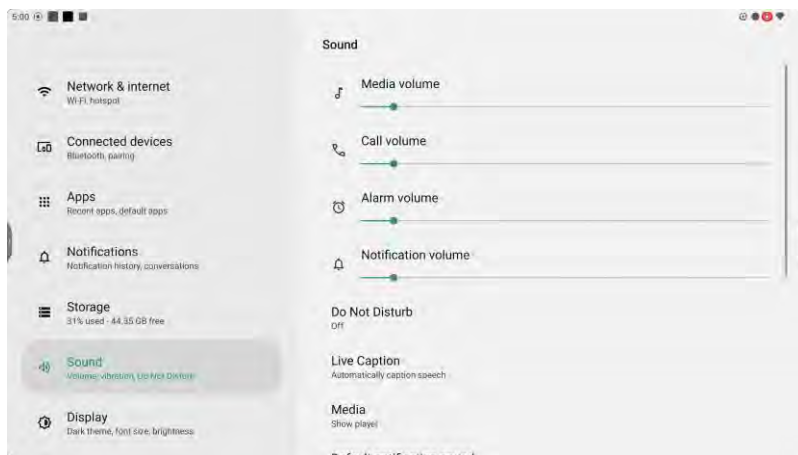 5:00
Network & internet
Wi-Fi, hotspot
Connected devices
Bluetooth, pairing
Apps
Recent apps, default apps
Notifications
Notification history, conversations
Storage
31% used - 44.35 GB free
Sound
Volume, vibration, Do Not Disturb
Display
Dark theme, font size, brightness
Sound
Media volume
Call volume
Alarm volume
Notification volume
Do Not Disturb
Off
Live Caption
Automatically caption speech
Media
Show player